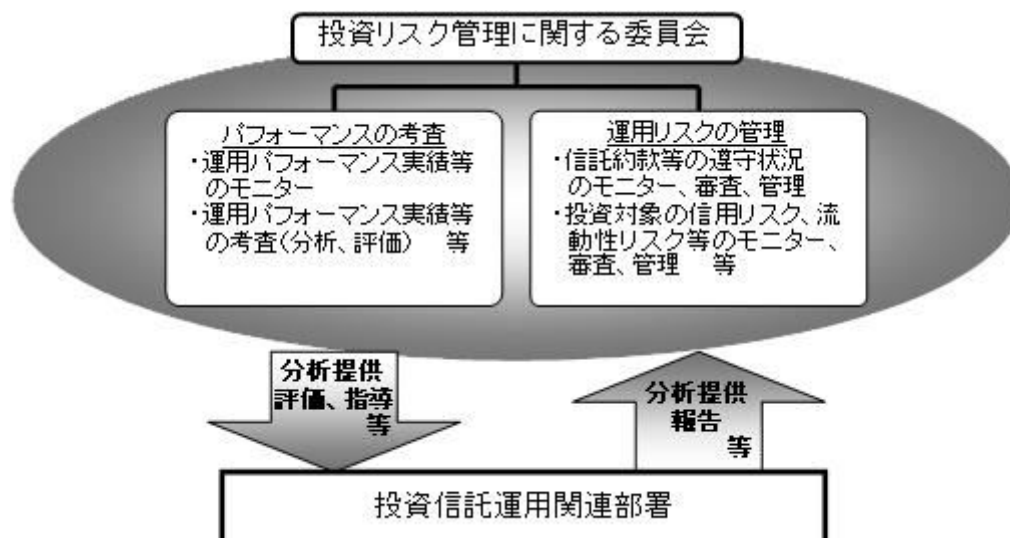 投資リスク管理に関する委員会
パフォーマンスの考査
・運用パフォーマンス実績等
のモニター
・運用パフォーマンス実績等
の考査(分析、評価) 等
運用リスクの管理
・信託約款等の遵守状況
のモニター、審査、管理
・投資対象の信用リスク、流
動性リスク等のモニター、
審査、管理 等
分析提供
評価、指導
等
分析提供
報告
等
投資信託運用関連部署